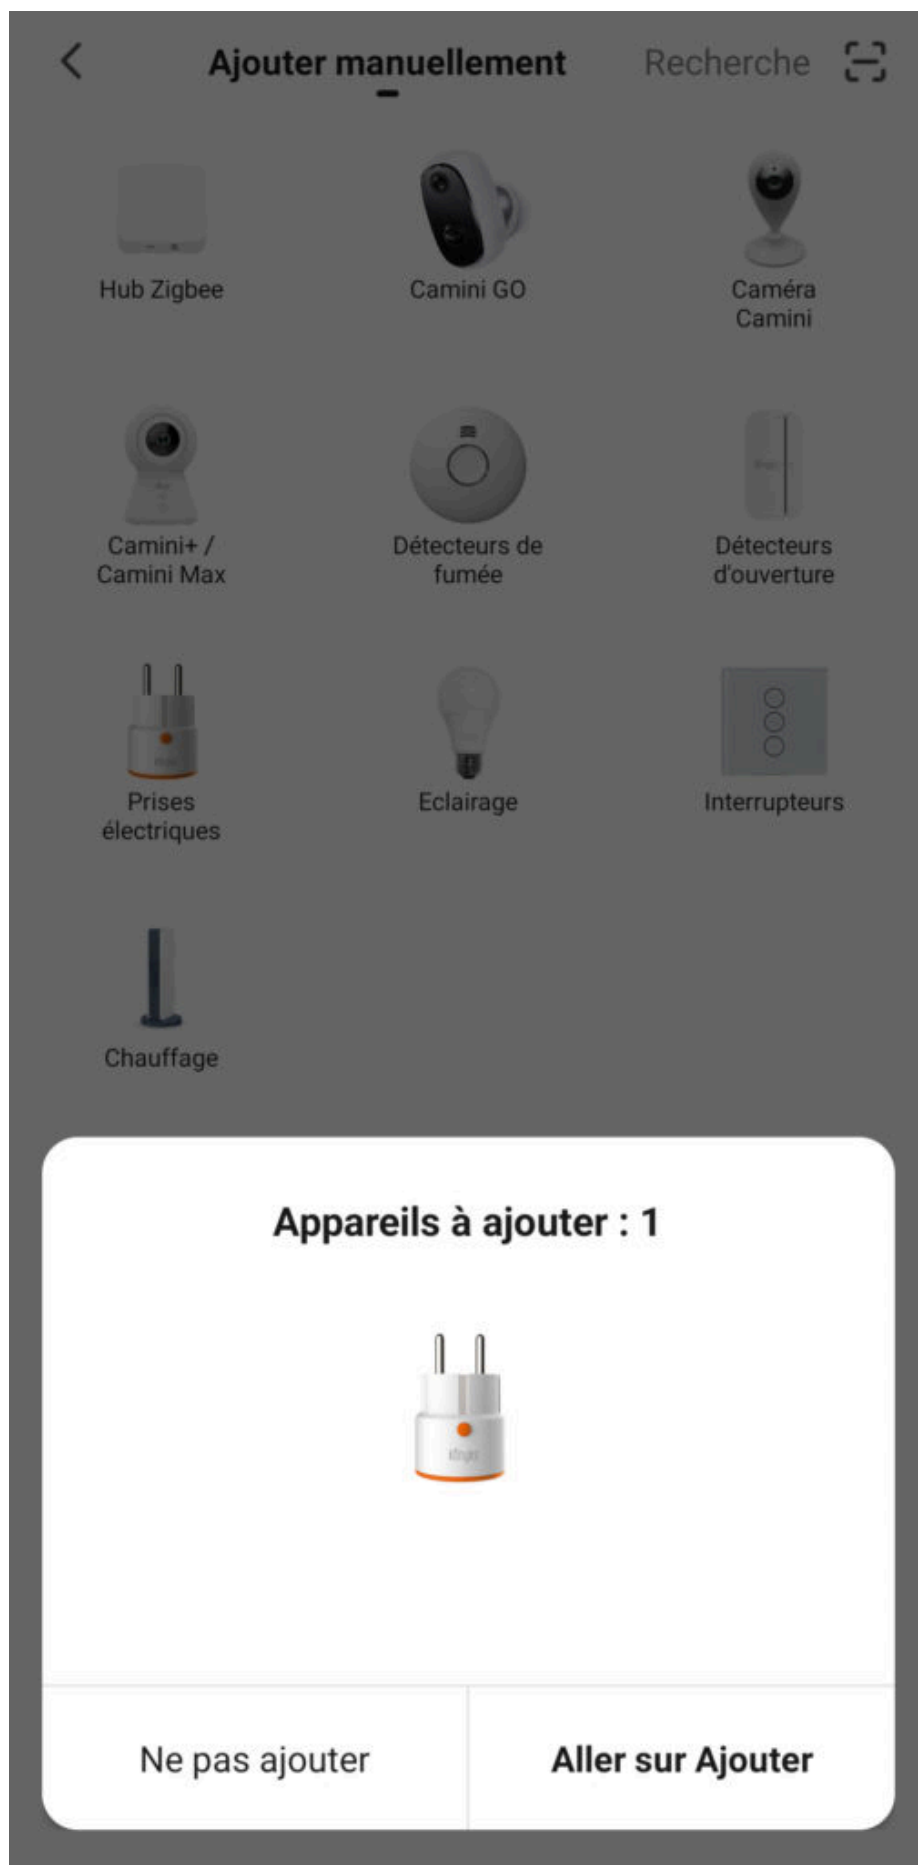 Ajouter manuellement Recherche
Hub Zigbee
Camini GO
Caméra
Camini
Camini+ /
Camini Max
Détecteurs de
fumée
Détecteurs
d'ouverture
Prises
électriques
Eclairage
Interrupteurs
Chauffage
Appareils à ajouter : 1
Ne pas ajouter
Aller sur Ajouter